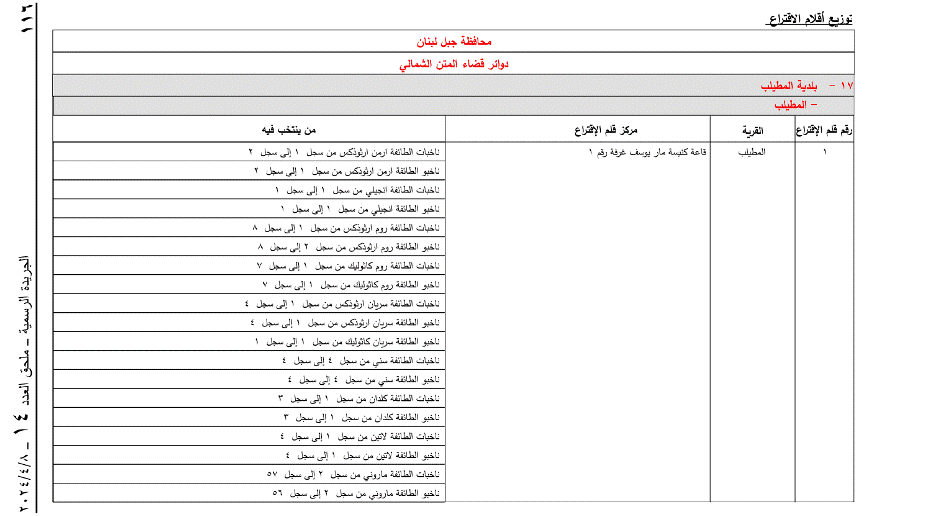 توزيع أقلام الاقتراع
محافظة جبل لبنان
دوائر قضاء المتن الشمالي
١٧ - بلدية المطيلب
- المطيلب
رقم قلم الإقتراع القرية مركز قلم الإقتراع من ينتخب فيه
١ المطيلب قاعة كنيسة مار يوسف غرفة رقم ١ ناخبات الطائفة ارمن ارثوذكس من سجل ١ إلى سجل ٢
ناخبو الطائفة ارمن ارثوذكس من سجل ١ إلى سجل ٢
ناخبات الطائفة انجيلي من سجل ١ إلى سجل ١
ناخبو الطائفة انجيلي من سجل ١ إلى سجل ١
ناخبات الطائفة روم ارثوذكس من سجل ١ إلى سجل ٨
ناخبو الطائفة روم ارثوذكس من سجل ٢ إلى سجل ٨
ناخبات الطائفة روم كاثوليك من سجل ١ إلى سجل ٧
ناخبو الطائفة روم كاثوليك من سجل ١ إلى سجل ٧
ناخبات الطائفة سريان ارثوذكس من سجل ١ إلى سجل ٤
ناخبو الطائفة سريان ارثوذكس من سجل ١ إلى سجل ٤
ناخبو الطائفة سريان كاثوليك من سجل ١ إلى سجل ١
ناخبات الطائفة سني من سجل ٤ إلى سجل ٤
ناخبو الطائفة سني من سجل ٤ إلى سجل ٤
ناخبات الطائفة كلدان من سجل ١ إلى سجل ٣
ناخبو الطائفة كلدان من سجل ١ إلى سجل ٣
ناخبات الطائفة لاتين من سجل ١ إلى سجل ٤
ناخبو الطائفة لاتين من سجل ١ إلى سجل ٤
ناخبات الطائفة ماروني من سجل ٢ إلى سجل ٥٧
ناخبو الطائفة ماروني من سجل ٢ إلى سجل ٥٦
١١٦
الجريدة الرسمية – ملحق العدد ١٤ – ٢٠٢٤/٤/٨